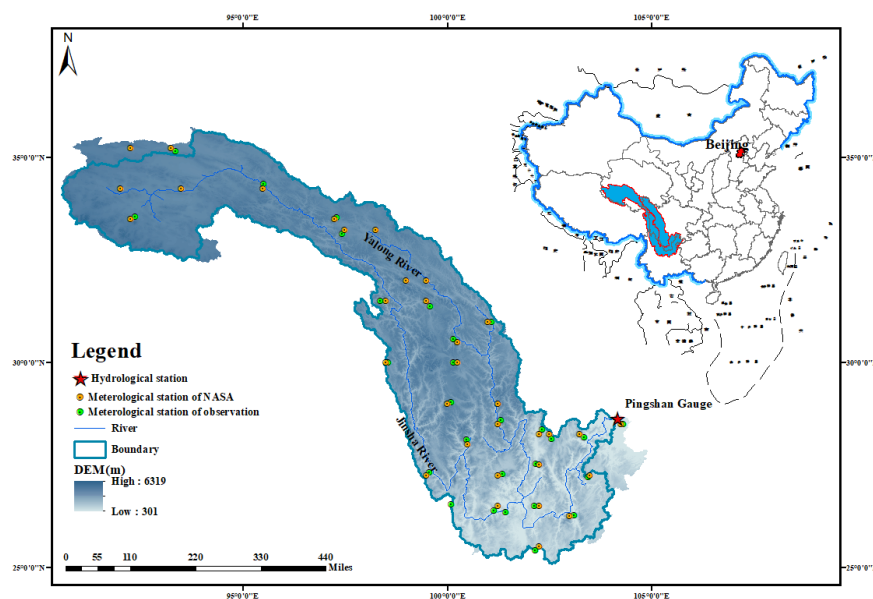 95°0'0"E 100°0'0"E 105°0'0"E
N
Beijing
35°0'0"N 35°0'0"N
Yalong River
30°0'0"N 30°0'0"N
Legend
Hydrological station
Meterological station of NASA
Meterological station of observation
River
Boundary
DEM(m)
High : 6319
Low : 301
Pingshan Gauge
Jinsha River
0 55 110 220 330 440
Miles
25°0'0"N 25°0'0"N
95°0'0"E 100°0'0"E 105°0'0"E